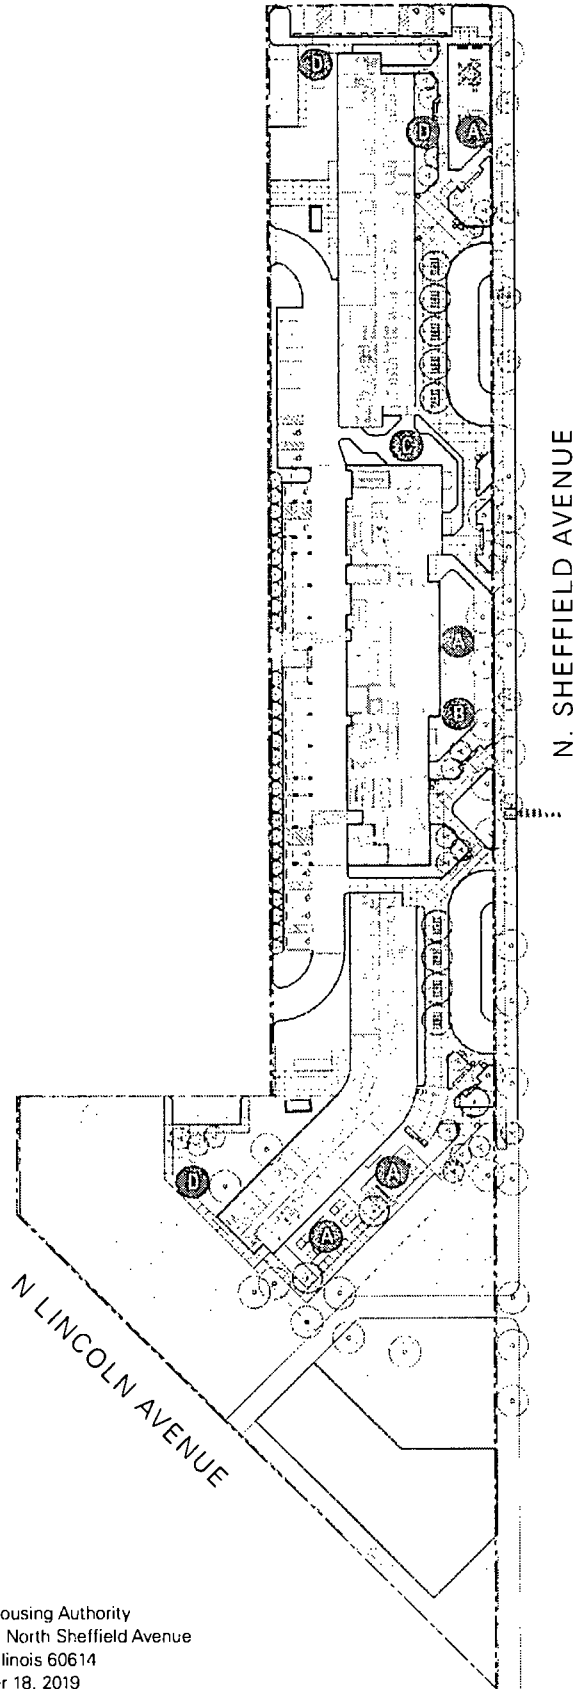 D
D
A
C
N. SHEFFIELD AVENUE
A
B
D
A
A
N LINCOLN AVENUE
ousing Authority
North Sheffield Avenue
linois 60614
r 18, 2019